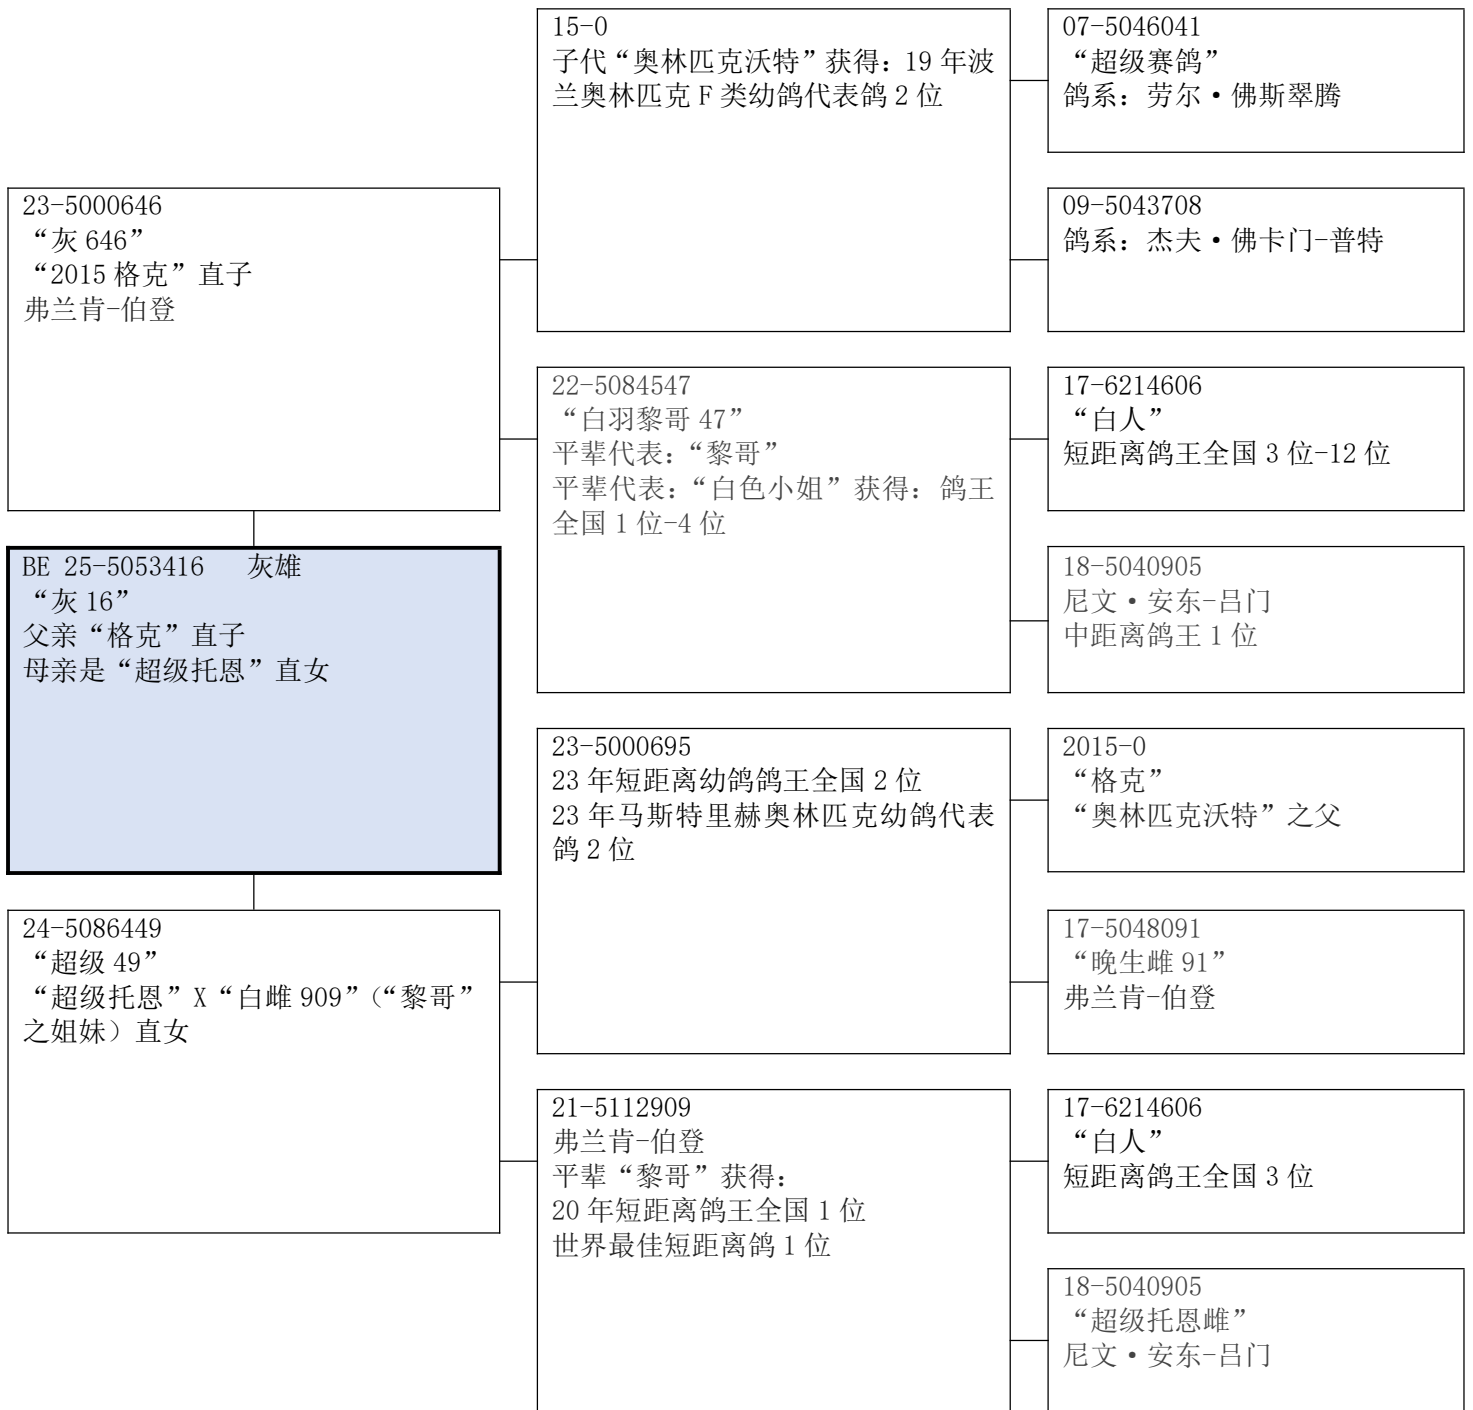 15-0
子代“奥林匹克沃特”获得：19 年波
兰奥林匹克 F 类幼鸽代表鸽 2 位
07-5046041
“超级赛鸽”
鸽系：劳尔·佛斯翠腾
23-5000646
“灰 646”
“2015 格克”直子
弗兰肯-伯登
09-5043708
鸽系：杰夫·佛卡门-普特
22-5084547
“白羽黎哥 47”
平辈代表：“黎哥”
平辈代表：“白色小姐”获得：鸽王
全国 1 位-4 位
17-6214606
“白人”
短距离鸽王全国 3 位-12 位
BE 25-5053416 灰雄
“灰 16”
父亲“格克”直子
母亲是“超级托恩”直女
18-5040905
尼文·安东-吕门
中距离鸽王 1 位
23-5000695
23 年短距离幼鸽鸽王全国 2 位
23 年马斯特里赫奥林匹克幼鸽代表
鸽 2 位
2015-0
“格克”
“奥林匹克沃特”之父
24-5086449
“超级 49”
“超级托恩”X“白雌 909”（“黎哥”
之姐妹）直女
17-5048091
“晚生雌 91”
弗兰肯-伯登
21-5112909
弗兰肯-伯登
平辈“黎哥”获得：
20 年短距离鸽王全国 1 位
世界最佳短距离鸽 1 位
17-6214606
“白人”
短距离鸽王全国 3 位
18-5040905
“超级托恩雌”
尼文·安东-吕门